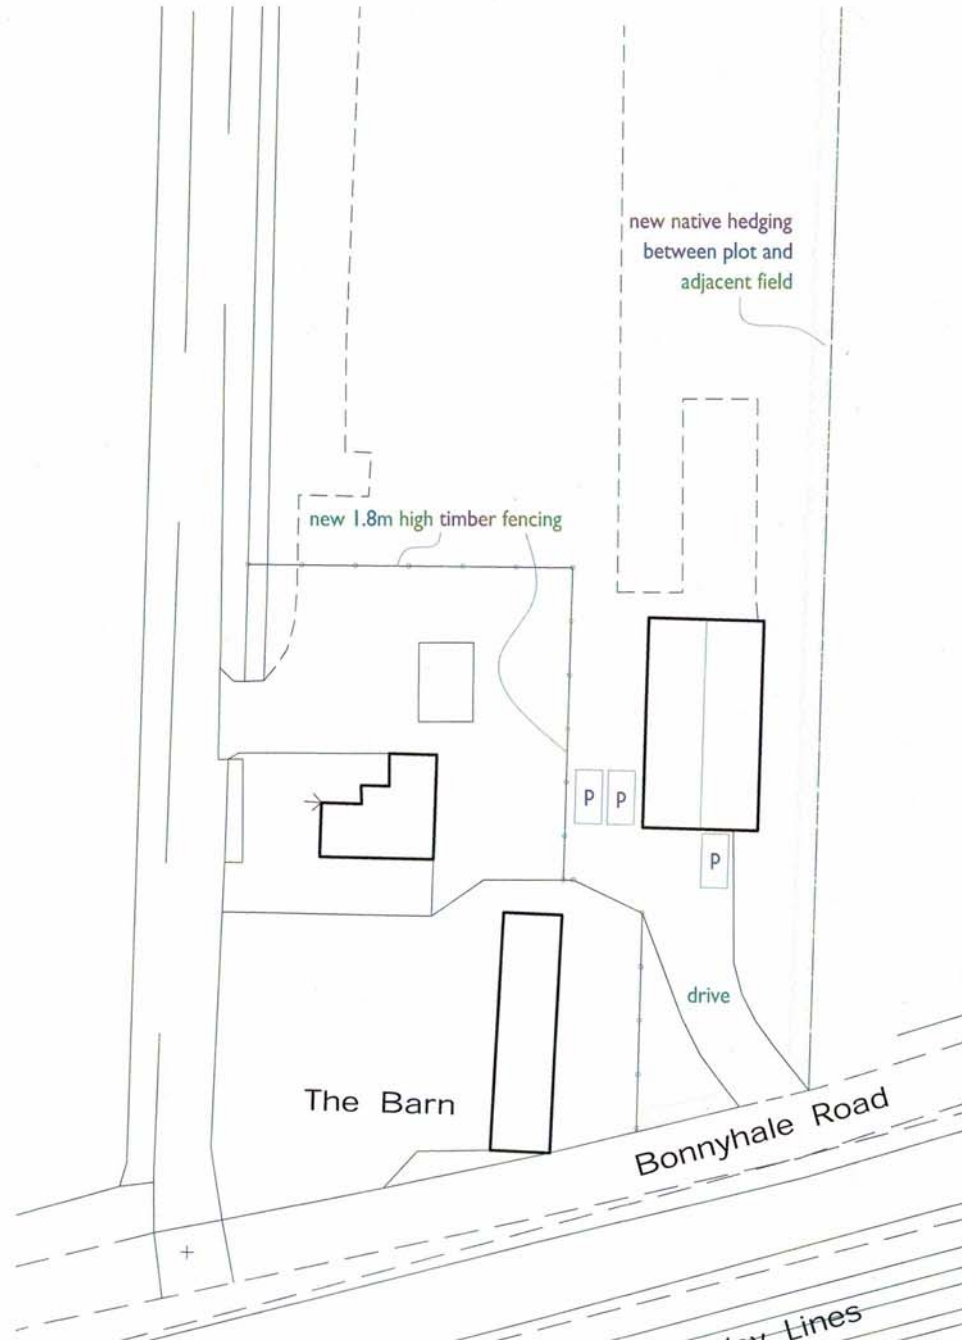 new native hedging
between plot and
adjacent field
new 1.8m high timber fencing
P P
P
drive
The Barn
Bonnyhale Road
Lines